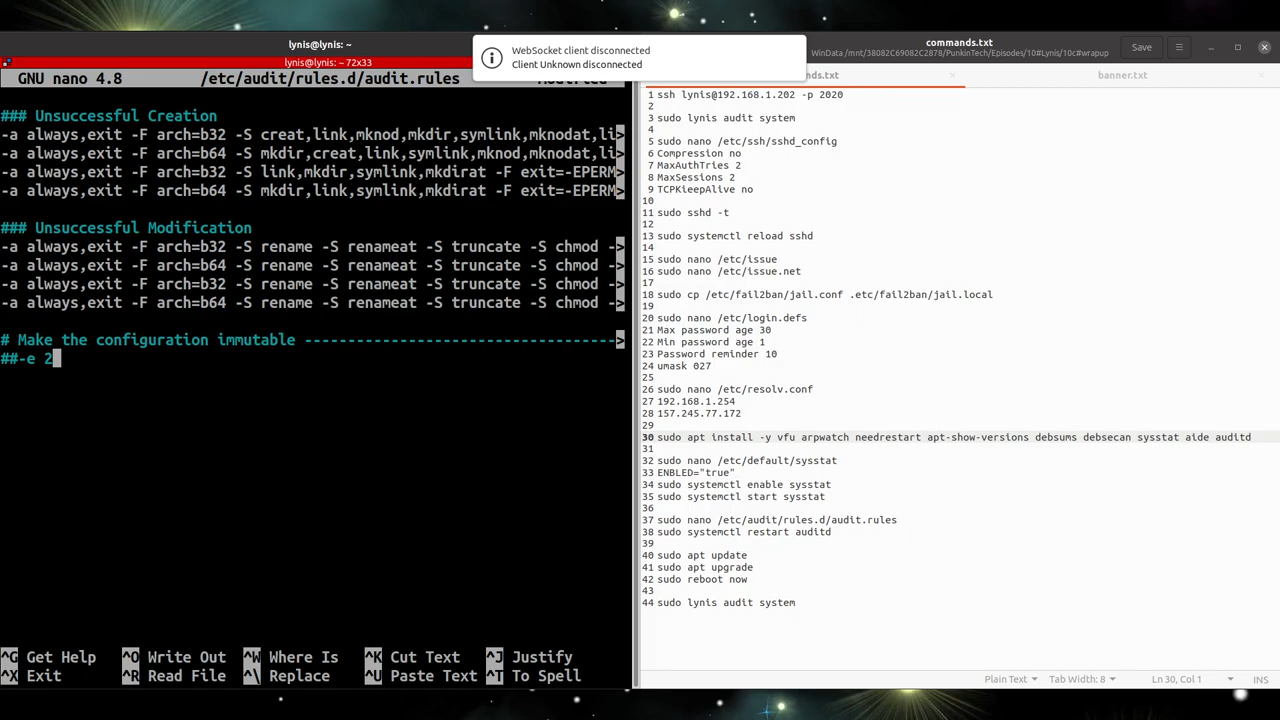 lynis@lynis: ~
lynis@lynis: ~ 72x33
GNU nano 4.8 /etc/audit/rules.d/audit.rules Modified
### Unsuccessful Creation
-a always,exit -F arch=b32 -S creat,link,mknod,mkdir,symlink,mknodat,li>
-a always,exit -F arch=b64 -S mkdir,creat,link,symlink,mknod,mknodat,li>
-a always,exit -F arch=b32 -S link,mkdir,symlink,mkdirat -F exit=-EPERM>
-a always,exit -F arch=b64 -S mkdir,link,symlink,mkdirat -F exit=-EPERM>
### Unsuccessful Modification
-a always,exit -F arch=b32 -S rename -S renameat -S truncate -S chmod ->
-a always,exit -F arch=b64 -S rename -S renameat -S truncate -S chmod ->
-a always,exit -F arch=b32 -S rename -S renameat -S truncate -S chmod ->
-a always,exit -F arch=b64 -S rename -S renameat -S truncate -S chmod ->
# Make the configuration immutable ------------------------------------>
##-e 2
^G Get Help ^O Write Out ^W Where Is ^K Cut Text ^J Justify
^X Exit ^R Read File ^\ Replace ^U Paste Text ^T To Spell
WebSocket client disconnected
Client Unknown disconnected
commands.txt
WinData /mnt/38082C69082C2878/PunkinTech/Episodes/10#Lynis/10c#wrapup
Save
ds.txt
banner.txt
1 ssh lynis@192.168.1.202 -p 2020
2
3 sudo lynis audit system
4
5 sudo nano /etc/ssh/sshd_config
6 Compression no
7 MaxAuthTries 2
8 MaxSessions 2
9 TCPKieepAlive no
10
11 sudo sshd -t
12
13 sudo systemctl reload sshd
14
15 sudo nano /etc/issue
16 sudo nano /etc/issue.net
17
18 sudo cp /etc/fail2ban/jail.conf .etc/fail2ban/jail.local
19
20 sudo nano /etc/login.defs
21 Max password age 30
22 Min password age 1
23 Password reminder 10
24 umask 027
25
26 sudo nano /etc/resolv.conf
27 192.168.1.254
28 157.245.77.172
29
30 sudo apt install -y vfu arpwatch needrestart apt-show-versions debsums debsecan sysstat aide auditd
31
32 sudo nano /etc/default/sysstat
33 ENBLED="true"
34 sudo systemctl enable sysstat
35 sudo systemctl start sysstat
36
37 sudo nano /etc/audit/rules.d/audit.rules
38 sudo systemctl restart auditd
39
40 sudo apt update
41 sudo apt upgrade
42 sudo reboot now
43
44 sudo lynis audit system
Plain Text Tab Width: 8 Ln 30, Col 1 INS